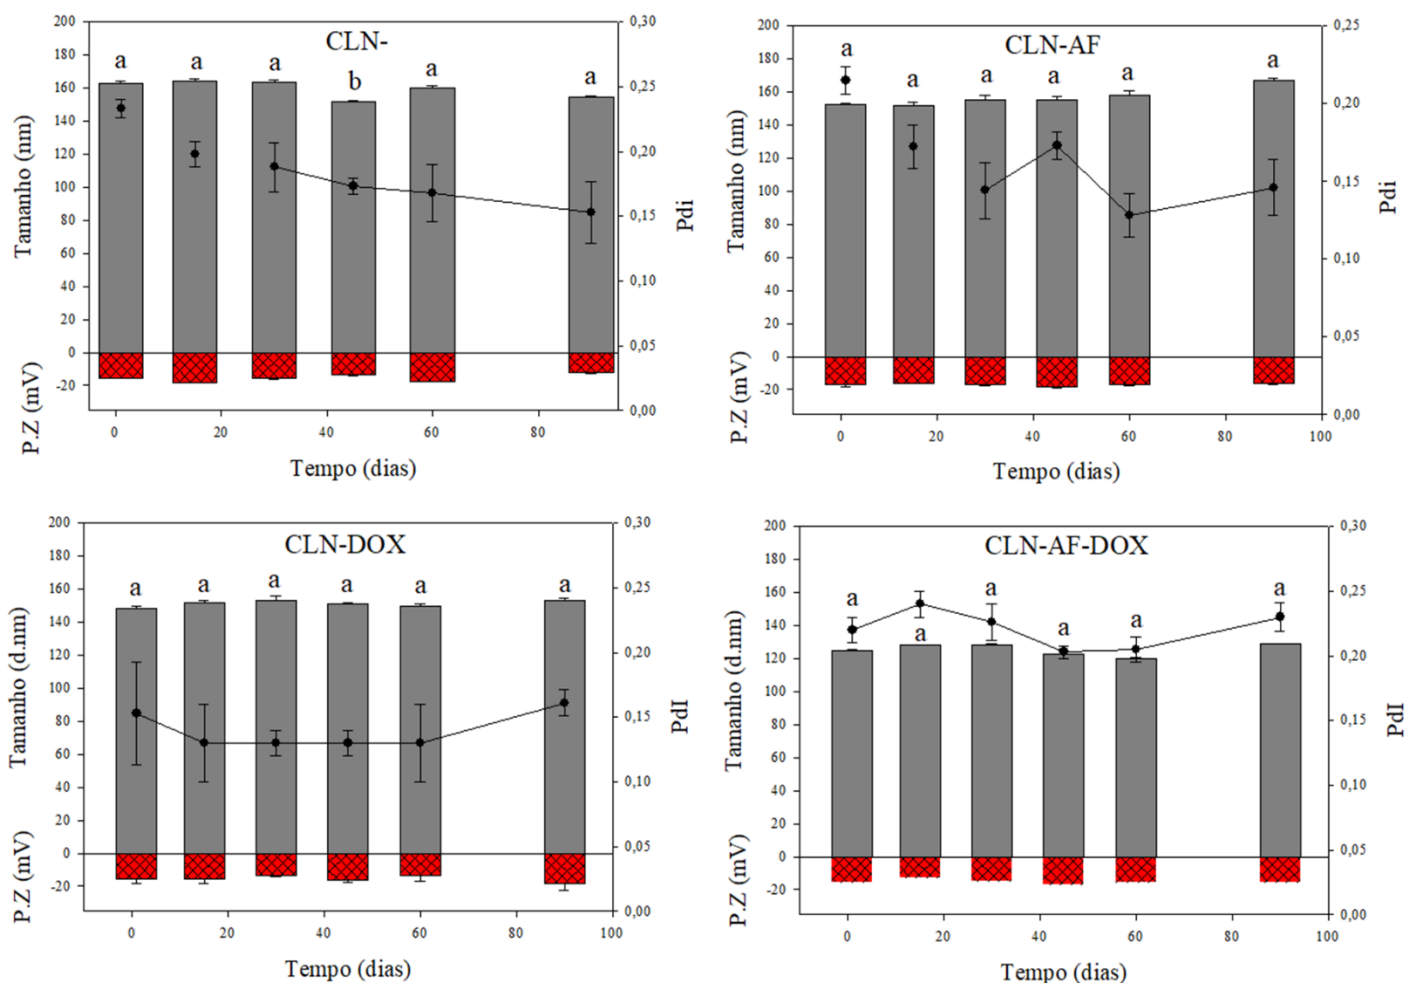 CLN-
a a a b a a
Tamanho (nm)
P.Z (mV)
200
180
160
140
120
100
80
60
40
20
0
-20
0,30
0,25
0,20
0,15
0,10
0,05
0,00
Pdi
0 20 40 60 80
Tempo (dias)
CLN-AF
a a a a a a
Tamanho (nm)
P.Z (mV)
200
180
160
140
120
100
80
60
40
20
0
-20
0,25
0,20
0,15
0,10
0,05
0,00
Pdi
0 20 40 60 80 100
Tempo (dias)
CLN-DOX
a a a a a a
Tamanho (d.nm)
P.Z (mV)
200
180
160
140
120
100
80
60
40
20
0
-20
0,30
0,25
0,20
0,15
0,10
0,05
0,00
PdI
0 20 40 60 80 100
Tempo (dias)
CLN-AF-DOX
a a a a a a
Tamanho (d.nm)
P.Z (mV)
200
180
160
140
120
100
80
60
40
20
0
-20
0,30
0,25
0,20
0,15
0,10
0,05
0,00
PdI
0 20 40 60 80 100
Tempo (dias)